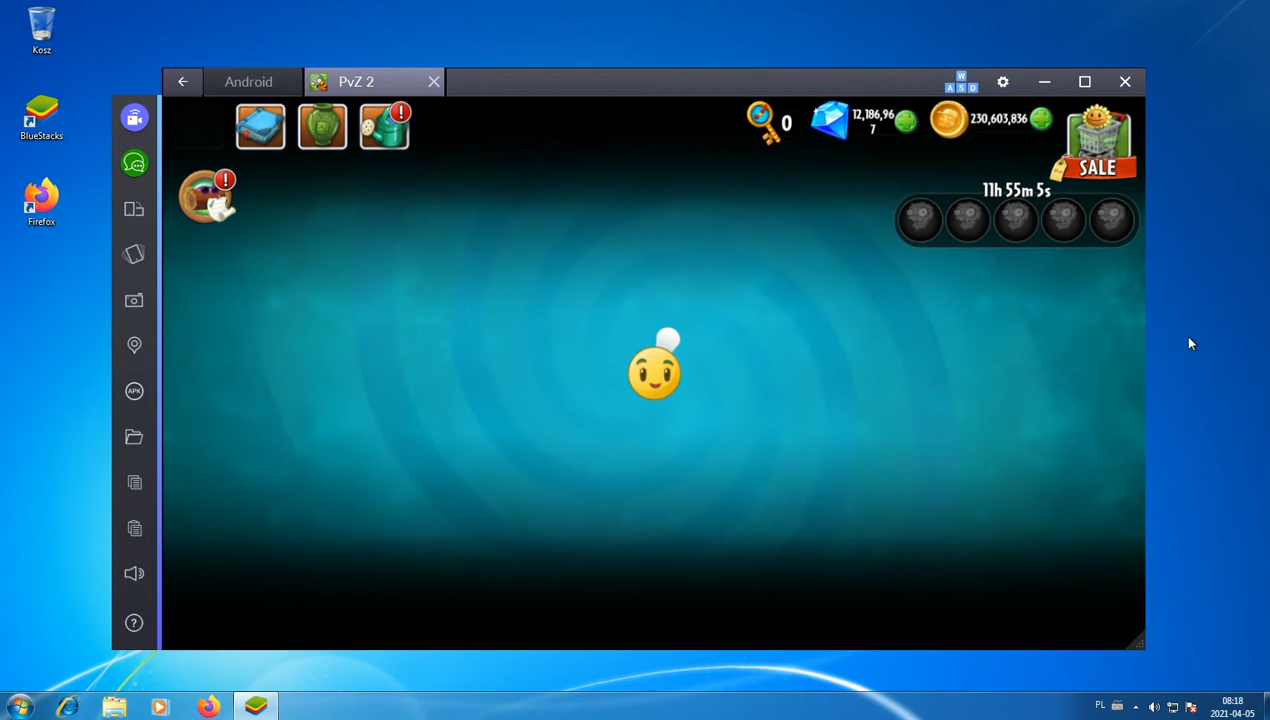 Kosz
BlueStacks
Firefox
Android
PvZ 2
W
A S D
APK
?
!
!
0
12,186,96
7
230,603,836
SALE
11h 55m 5s
PL
08:18
2021-04-05